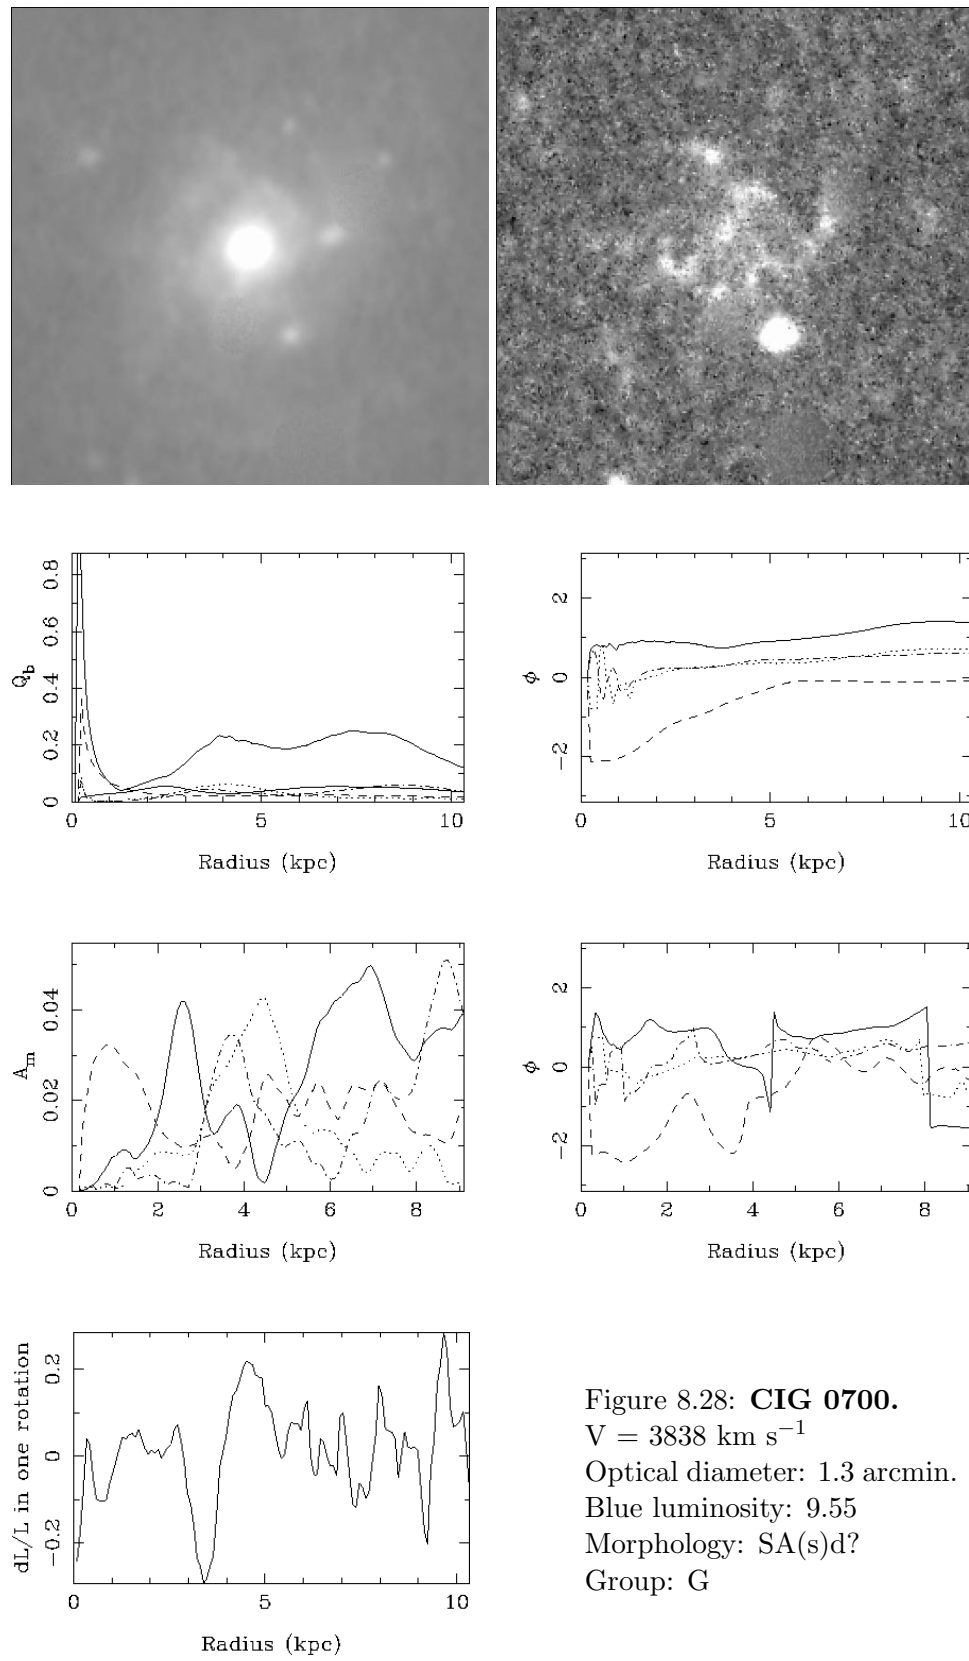 0 0.2 0.4 0.6 0.8
Q_b
0 5 10
Radius (kpc)
−2 0 2
φ
0 5 10
Radius (kpc)
0 0.02 0.04
A_m
0 2 4 6 8
Radius (kpc)
−2 0 2
φ
0 2 4 6 8
Radius (kpc)
−0.2 0 0.2
dL/L in one rotation
0 5 10
Radius (kpc)
Figure 8.28: CIG 0700.
V = 3838 km s⁻¹
Optical diameter: 1.3 arcmin.
Blue luminosity: 9.55
Morphology: SA(s)d?
Group: G